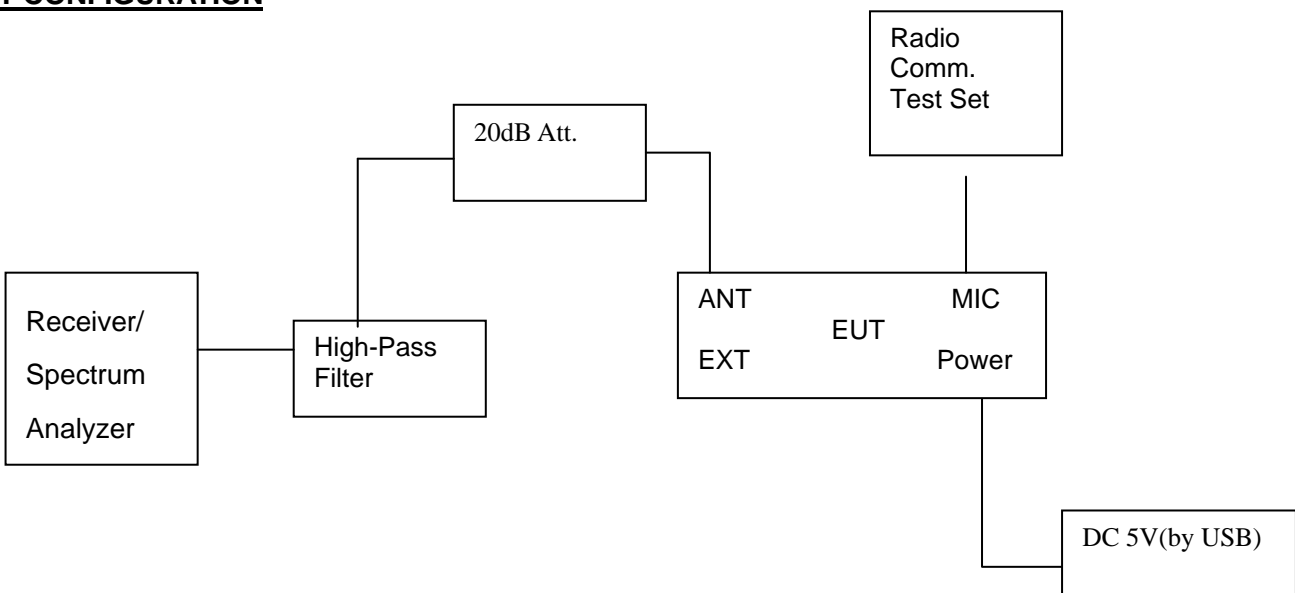 CONFIGURATION
Radio
Comm.
Test Set
20dB Att.
Receiver/
Spectrum
Analyzer
High-Pass
Filter
ANT
MIC
EUT
EXT
Power
DC 5V(by USB)